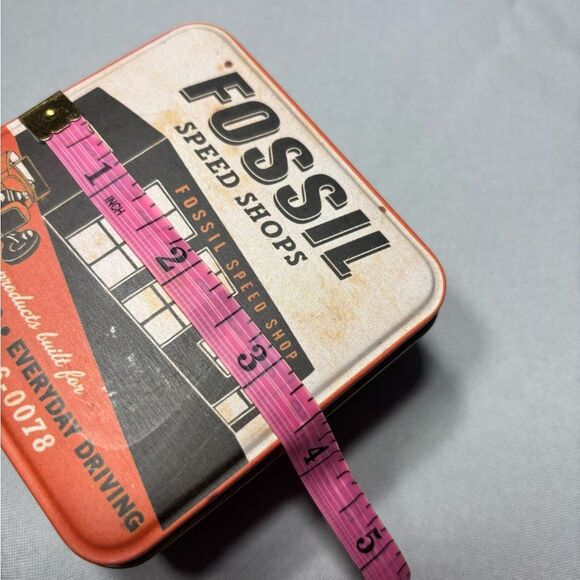 FOSSIL
SPEED SHOPS
FOSSIL SPEED SHOP
products built for
• EVERYDAY DRIVING
-0078
1
INCH
2
3
4
5